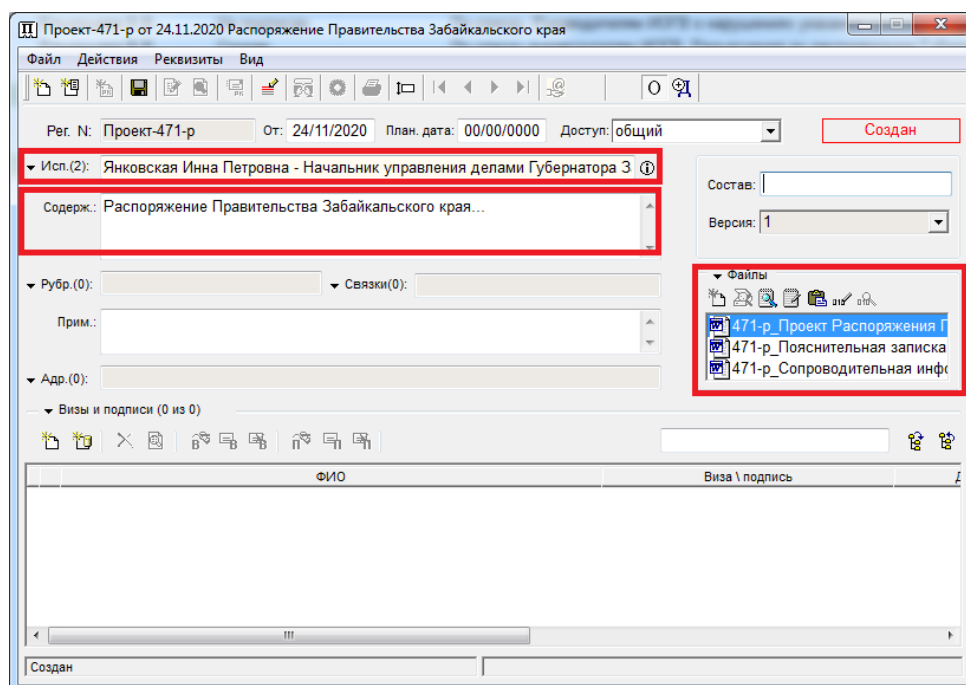 Проект-471-р от 24.11.2020 Распоряжение Правительства Забайкальского края
Файл Действия Реквизиты Вид
О
Рег. N: Проект-471-р От: 24/11/2020 План. дата: 00/00/0000 Доступ: общий Создан
Исп.(2): Янковская Инна Петровна - Начальник управления делами Губернатора З
Состав:
Содерж.: Распоряжение Правительства Забайкальского края...
Версия: 1
Файлы
Рубр.(0): Связки(0):
Прим.:
471-р_Проект Распоряжения П
471-р_Пояснительная записка
471-р_Сопроводительная инфо
Адр.(0):
Визы и подписи (0 из 0)
ФИО Виза \ подпись
Создан